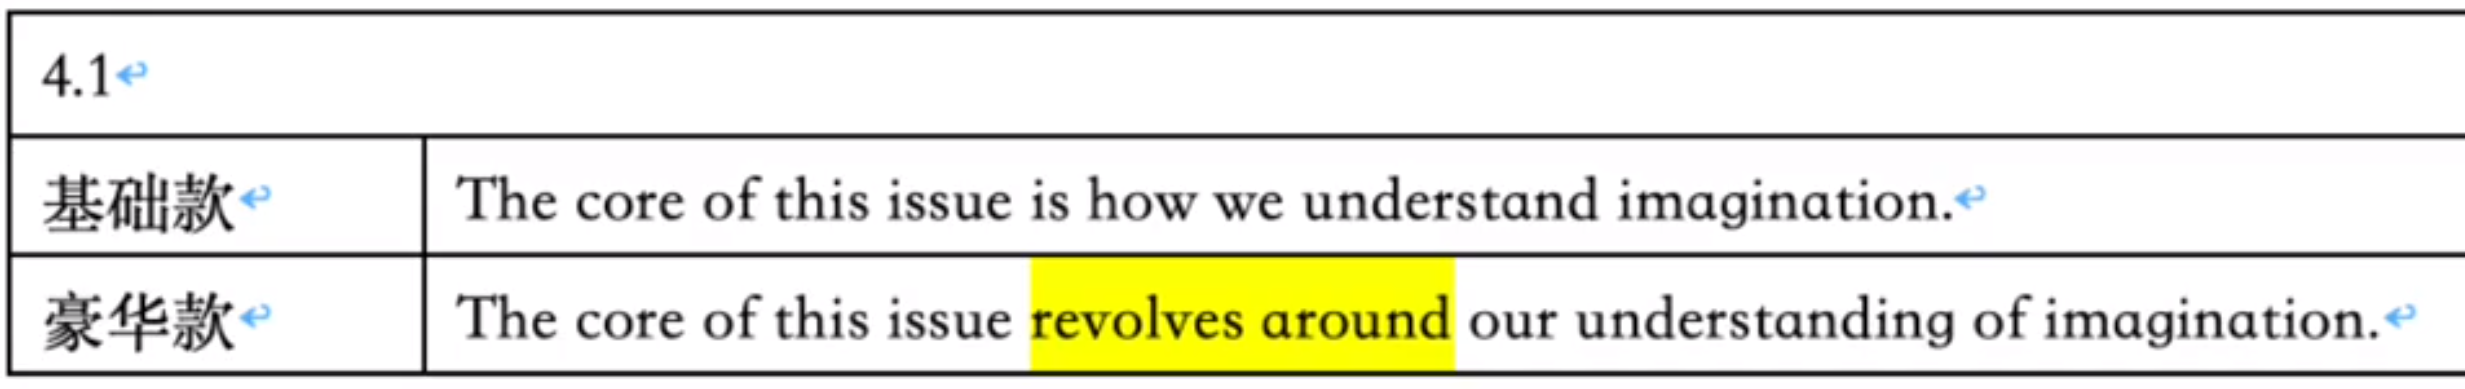 4.1
基础款
The core of this issue is how we understand imagination.
豪华款
The core of this issue revolves around our understanding of imagination.